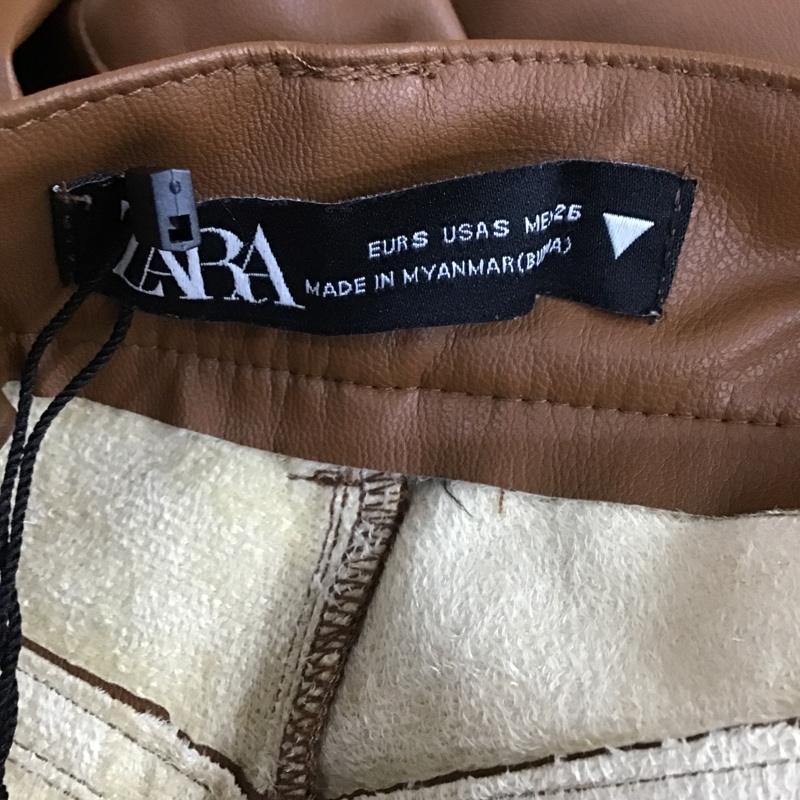 ZARA
EUR S USA S MEX 26
MADE IN MYANMAR (BURMA)